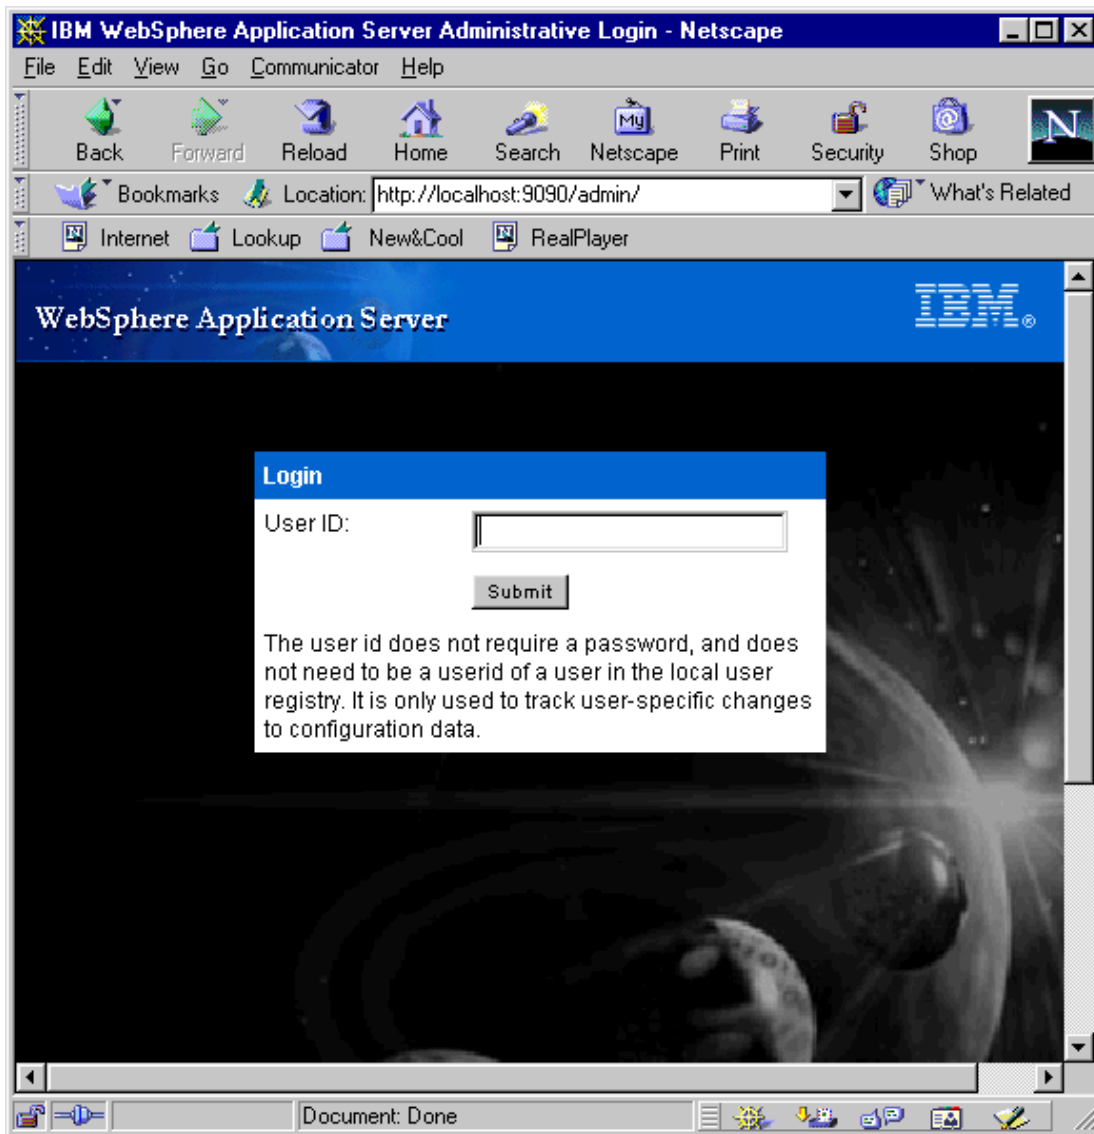 IBM WebSphere Application Server Administrative Login - Netscape
File Edit View Go Communicator Help
Back Forward Reload Home Search Netscape Print Security Shop N
My
Bookmarks Location: http://localhost:9090/admin/ What's Related
Internet Lookup New&Cool RealPlayer
WebSphere Application Server IBM®
Login
User ID:
Submit
The user id does not require a password, and does
not need to be a userid of a user in the local user
registry. It is only used to track user-specific changes
to configuration data.
Document: Done